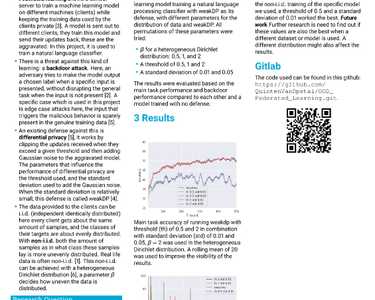 server to train a machine learning model
on different machines (clients) while
keeping the training data used by the
clients private [3]. A model is sent out to
different clients, they train this model and
send their updates back, these are the
aggravated. In this project, it is used to
train a natural language classifier.
• There is a threat against this kind of
learning: a backdoor attack. Here, an
adversary tries to make the model output
a chosen label when a specific input is
presented, without disrupting the general
task when the input is not present [2]. A
specific case which is used in this project
is edge case attacks here, the input that
triggers the malicious behavior is sparsely
present in the genuine training data [5].
• An existing defense against this is
differential privacy [5], it works by
clipping the updates received when they
exceed a given threshold and then adding
Gaussian noise to the aggravated model.
The parameters that influence the
performance of differential privacy are
the threshold used, and the standard
deviation used to add the Gaussian noise.
When the standard deviation is relatively
small, this defense is called weakDP [4].
• The data provided to the clients can be
i.i.d. (independent identically distributed)
here every client gets about the same
amount of samples, and the classes of
their targets are about evenly distributed.
With non-i.i.d. both the amount of
samples as in what class these samples
lay is more unevenly distributed. Real life
data is often non-i.i.d. [1]. This non-i.i.d.
can be achieved with a heterogeneous
Dirichlet distribution [6], a parameter β
decides how uneven the data is
distributed.
Research Question
learning model training a natural language
processing classifier with weakDP as its
defense, with different parameters for the
distribution of data and weakDP. All
permutations of these parameters were
tried.
• β for a heterogeneous Dirichlet
distribution: 0.5, 1, and 2
• A threshold of 0.5, 1 and 2
• A standard deviation of 0.01 and 0.05
The results were evaluated based on the
main task performance and backdoor
performance compared to each other and a
model trained with no defense.
3 Results
Main task accuracy of running weakdp with
threshold (th) of 0.5 and 2 in combination
with standard deviation (std) of 0.01 and
0.05, β = 2 was used in the heterogeneous
Dirichlet distribution. A rolling mean of 20
was used to improve the visibility of the
results.
the non-i.i.d. training of the specific model
we used, a threshold of 0.5 and a standard
deviation of 0.01 worked the best. Future
work Further research is need to find out if
these values are also the best when a
different dataset or model is used. A
different distribution might also affect the
results.
Gitlab
The code used can be found in this github:
https://github.com/
QuintenVanOpstal/OOD_
Federated_Learning.git.